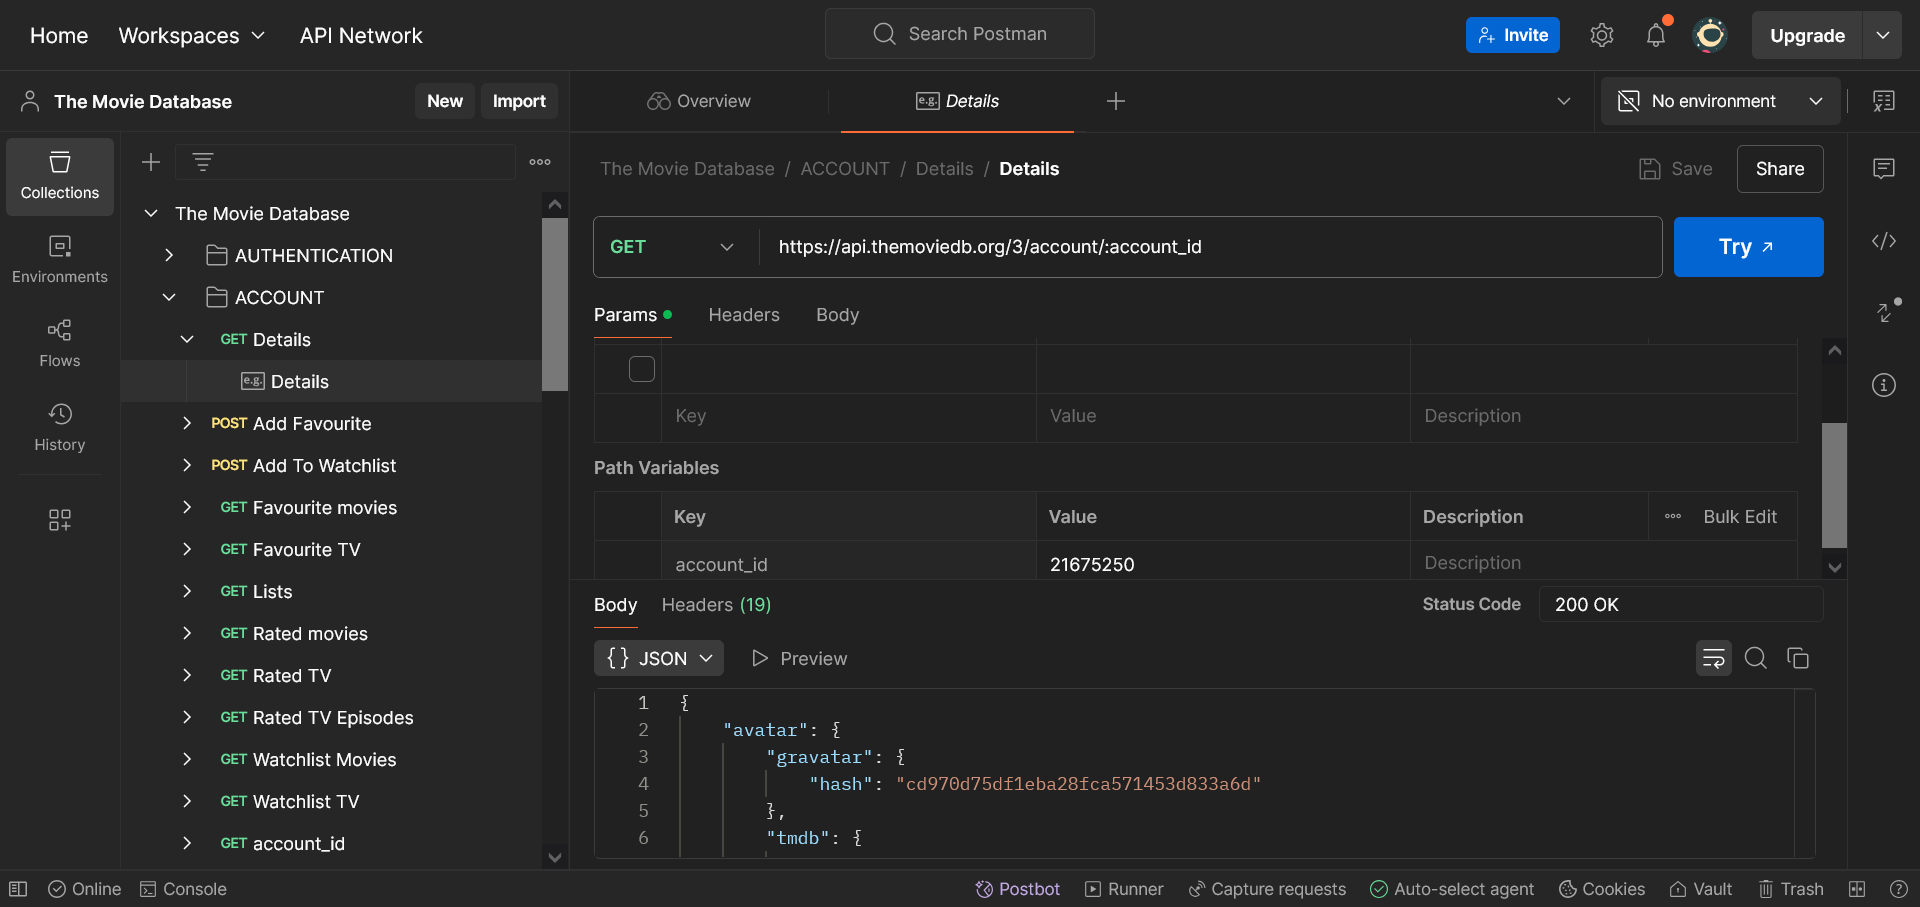 Home Workspaces API Network
Search Postman
Invite
Upgrade
The Movie Database
New Import
Overview
e.g. Details
No environment
Collections
Environments
Flows
History
The Movie Database
AUTHENTICATION
ACCOUNT
GET Details
e.g. Details
POST Add Favourite
POST Add To Watchlist
GET Favourite movies
GET Favourite TV
GET Lists
GET Rated movies
GET Rated TV
GET Rated TV Episodes
GET Watchlist Movies
GET Watchlist TV
GET account_id
The Movie Database / ACCOUNT / Details / Details
Save Share
GET https://api.themoviedb.org/3/account/:account_id
Try
Params Headers Body
Key Value Description
Path Variables
Key Value Description Bulk Edit
account_id 21675250 Description
Body Headers (19)
Status Code 200 OK
{} JSON Preview
1 {
2 "avatar": {
3 "gravatar": {
4 "hash": "cd970d75df1eba28fca571453d833a6d"
5 },
6 "tmdb": {
Online Console
Postbot Runner Capture requests Auto-select agent Cookies Vault Trash